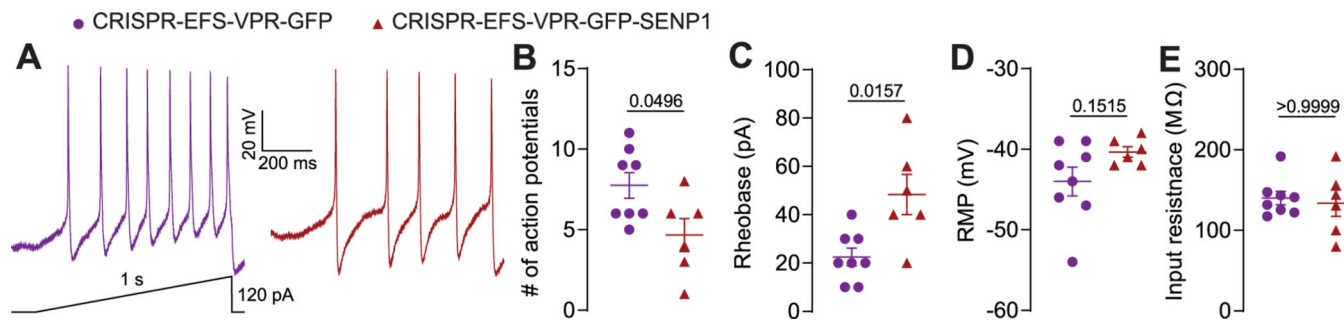 CRISPR-EFS-VPR-GFP
CRISPR-EFS-VPR-GFP-SENP1
A
20 mV
200 ms
1 s
120 pA
B
# of action potentials
15
10
5
0
0.0496
C
Rheobase (pA)
100
80
60
40
20
0
0.0157
D
RMP (mV)
-30
-40
-50
-60
0.1515
E
Input resistnace (MΩ)
300
200
100
0
>0.9999